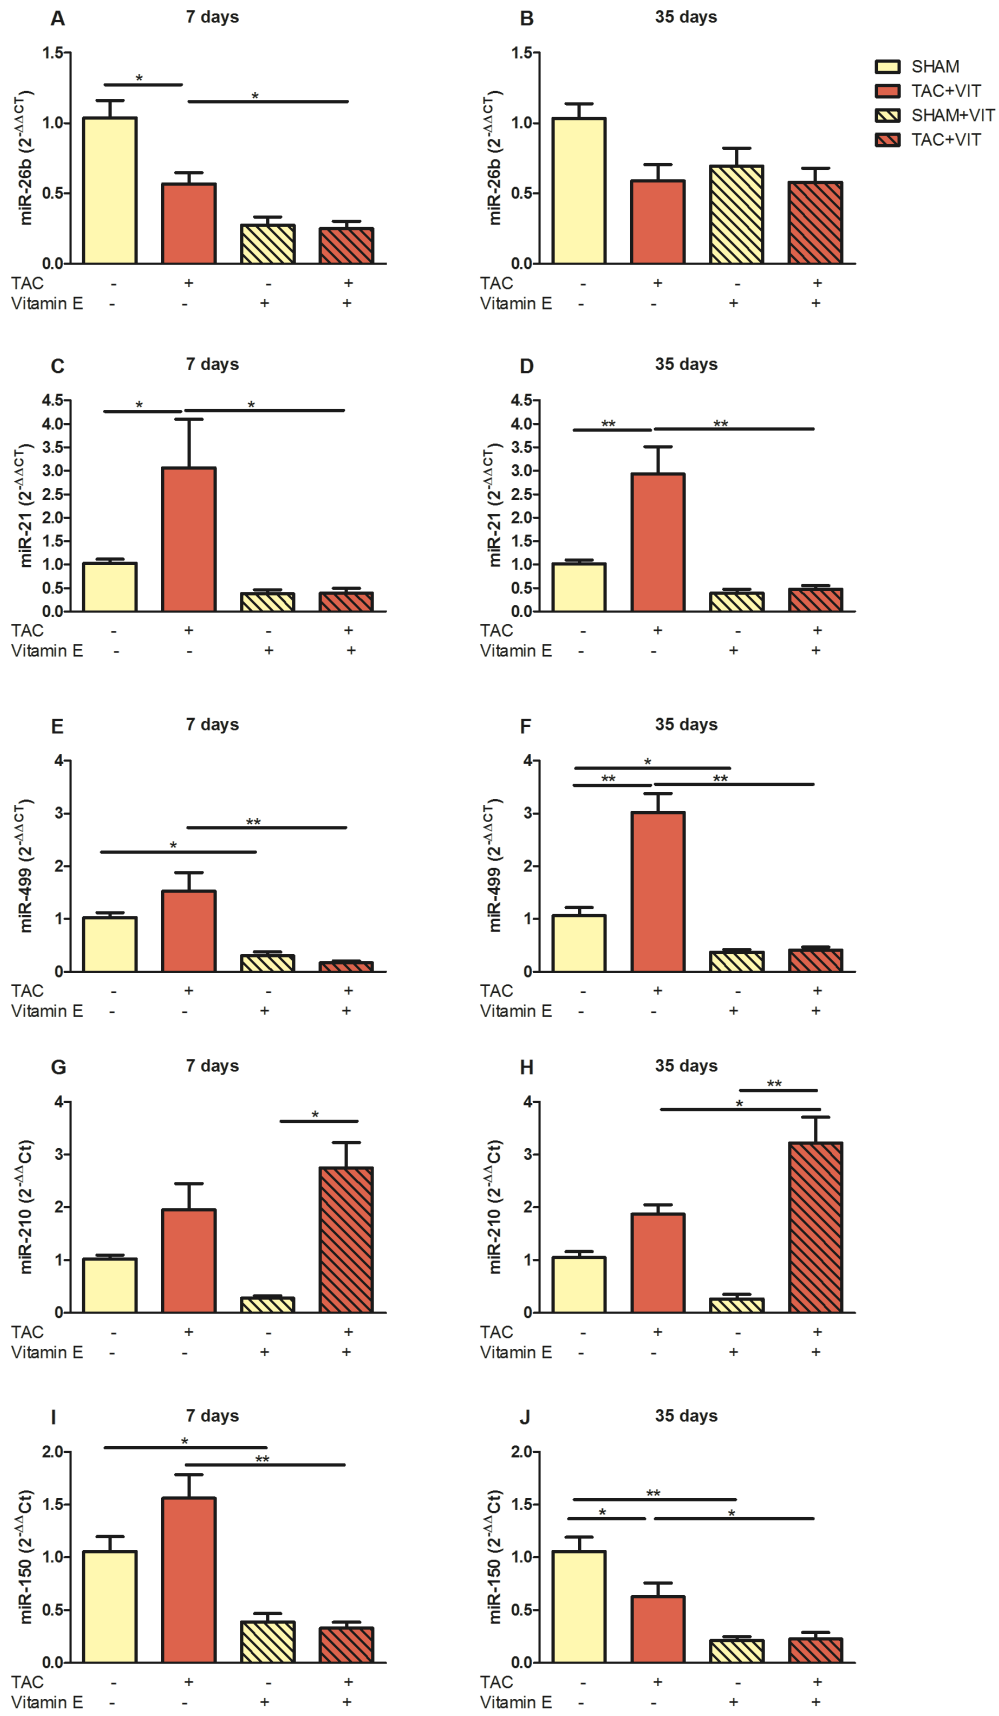 A 7 days
B 35 days
SHAM
TAC+VIT
SHAM+VIT
TAC+VIT
miR-26b (2-ΔΔCT)
1.5
1.0
0.5
0.0
* *
TAC - + - +
Vitamin E - - + +
miR-26b (2-ΔΔCT)
1.5
1.0
0.5
0.0
- + - +
TAC
Vitamin E - - + +
C 7 days
D 35 days
miR-21 (2-ΔΔCT)
4.5
4.0
3.5
3.0
2.5
2.0
1.5
1.0
0.5
0.0
* *
TAC - + - +
Vitamin E - - + +
miR-21 (2-ΔΔCT)
4.5
4.0
3.5
3.0
2.5
2.0
1.5
1.0
0.5
0.0
** **
TAC - + - +
Vitamin E - - + +
E 7 days
F 35 days
miR-499 (2-ΔΔCT)
4
3
2
1
0
**
*
TAC - + - +
Vitamin E - - + +
miR-499 (2-ΔΔCT)
4
3
2
1
0
*
** **
TAC - + - +
Vitamin E - - + +
G 7 days
H 35 days
miR-210 (2-ΔΔCt)
4
3
2
1
0
*
TAC - + - +
Vitamin E - - + +
miR-210 (2-ΔΔCt)
4
3
2
1
0
**
*
TAC - + - +
Vitamin E - - + +
I 7 days
J 35 days
miR-150 (2-ΔΔCt)
2.0
1.5
1.0
0.5
0.0
*
**
TAC - + - +
Vitamin E - - + +
miR-150 (2-ΔΔCt)
2.0
1.5
1.0
0.5
0.0
**
* *
TAC - + - +
Vitamin E - - + +